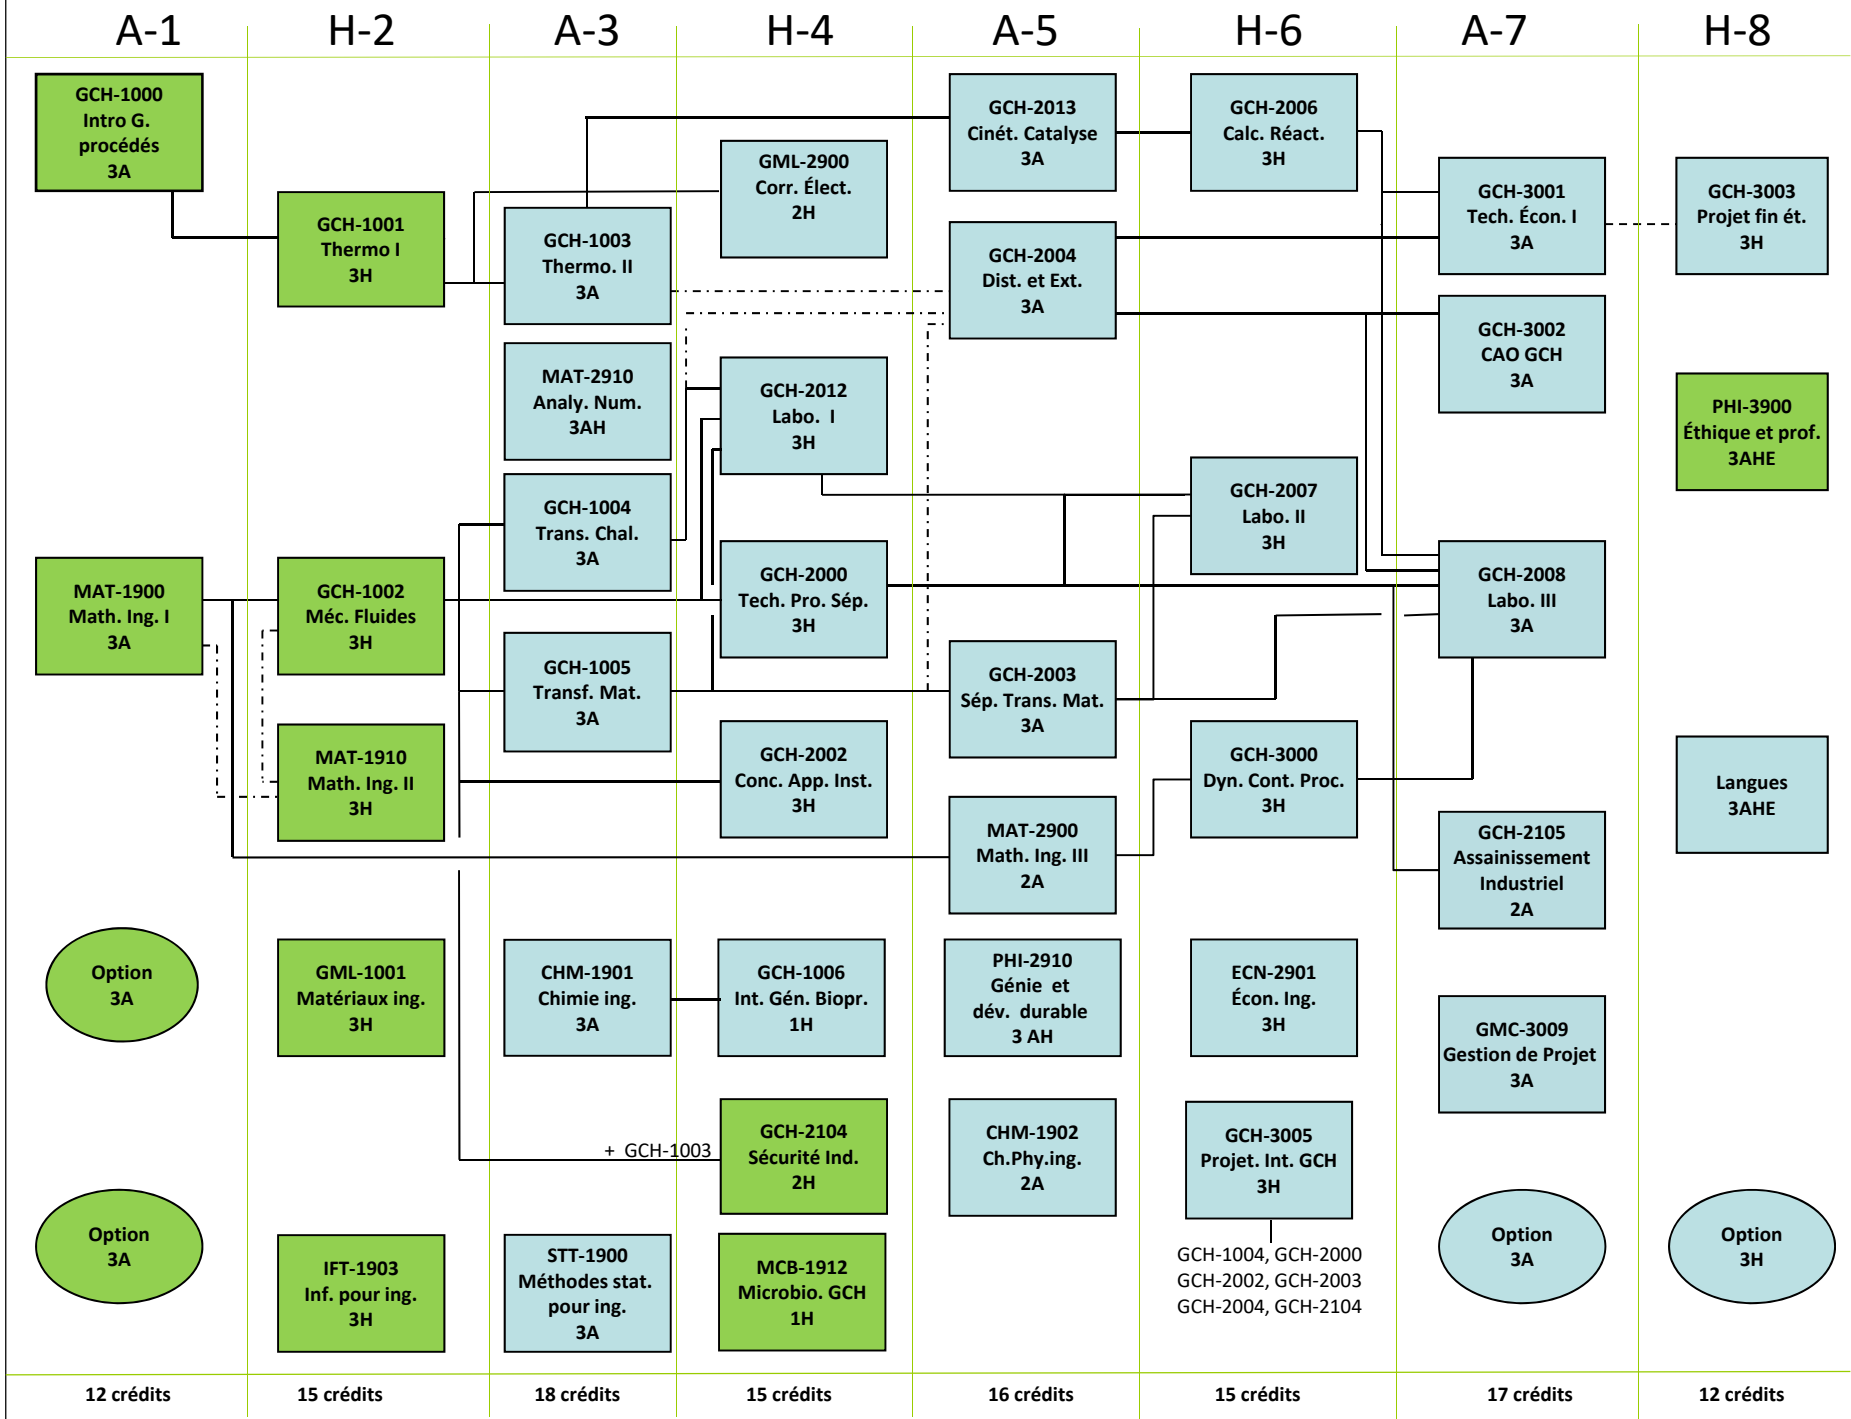 A-1
H-2
A-3
H-4
A-5
H-6
A-7
H-8
GCH-1000
Intro G.
procédés
3A
MAT-1900
Math. Ing. I
3A
Option
3A
Option
3A
12 crédits
GCH-1001
Thermo I
3H
GCH-1002
Méc. Fluides
3H
MAT-1910
Math. Ing. II
3H
GML-1001
Matériaux ing.
3H
IFT-1903
Inf. pour ing.
3H
15 crédits
GCH-1003
Thermo. II
3A
MAT-2910
Analy. Num.
3AH
GCH-1004
Trans. Chal.
3A
GCH-1005
Transf. Mat.
3A
CHM-1901
Chimie ing.
3A
+ GCH-1003
STT-1900
Méthodes stat.
pour ing.
3A
18 crédits
GML-2900
Corr. Élect.
2H
GCH-2012
Labo. I
3H
GCH-2000
Tech. Pro. Sép.
3H
GCH-2002
Conc. App. Inst.
3H
GCH-1006
Int. Gén. Biopr.
1H
GCH-2104
Sécurité Ind.
2H
MCB-1912
Microbio. GCH
1H
15 crédits
GCH-2013
Cinét. Catalyse
3A
GCH-2004
Dist. et Ext.
3A
GCH-2003
Sép. Trans. Mat.
3A
MAT-2900
Math. Ing. III
2A
PHI-2910
Génie et
dév. durable
3 AH
CHM-1902
Ch.Phy.ing.
2A
16 crédits
GCH-2006
Calc. Réact.
3H
GCH-2007
Labo. II
3H
GCH-3000
Dyn. Cont. Proc.
3H
ECN-2901
Écon. Ing.
3H
GCH-3005
Projet. Int. GCH
3H
GCH-1004, GCH-2000
GCH-2002, GCH-2003
GCH-2004, GCH-2104
15 crédits
GCH-3001
Tech. Écon. I
3A
GCH-3002
CAO GCH
3A
GCH-2008
Labo. III
3A
GCH-2105
Assainissement
Industriel
2A
GMC-3009
Gestion de Projet
3A
Option
3A
17 crédits
GCH-3003
Projet fin ét.
3H
PHI-3900
Éthique et prof.
3AHE
Langues
3AHE
Option
3H
12 crédits